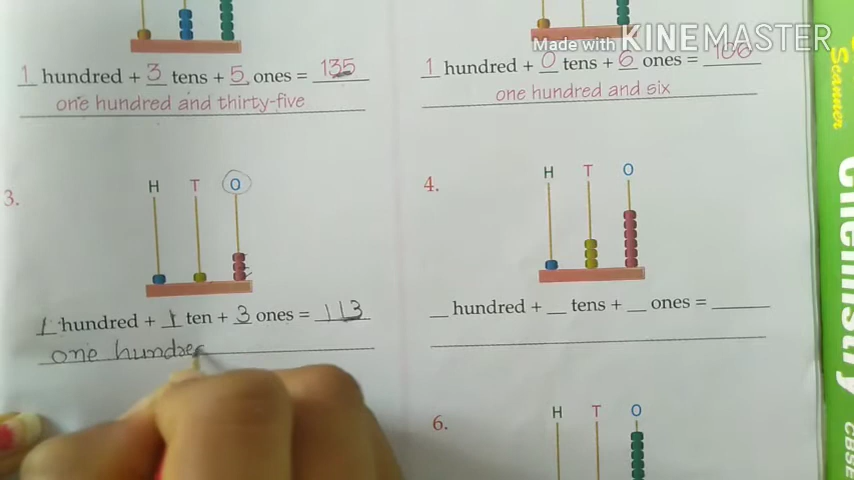 Made with KINEMASTER
1 hundred + 3 tens + 5 ones = 135
one hundred and thirty-five
1 hundred + 0 tens + 6 ones = 106
one hundred and six
3.
H T O
1 hundred + 1 ten + 3 ones = 113
one hundred
4.
H T O
__ hundred + __ tens + __ ones = ______
6.
H T O
Scanner
Chemistry
CBSE